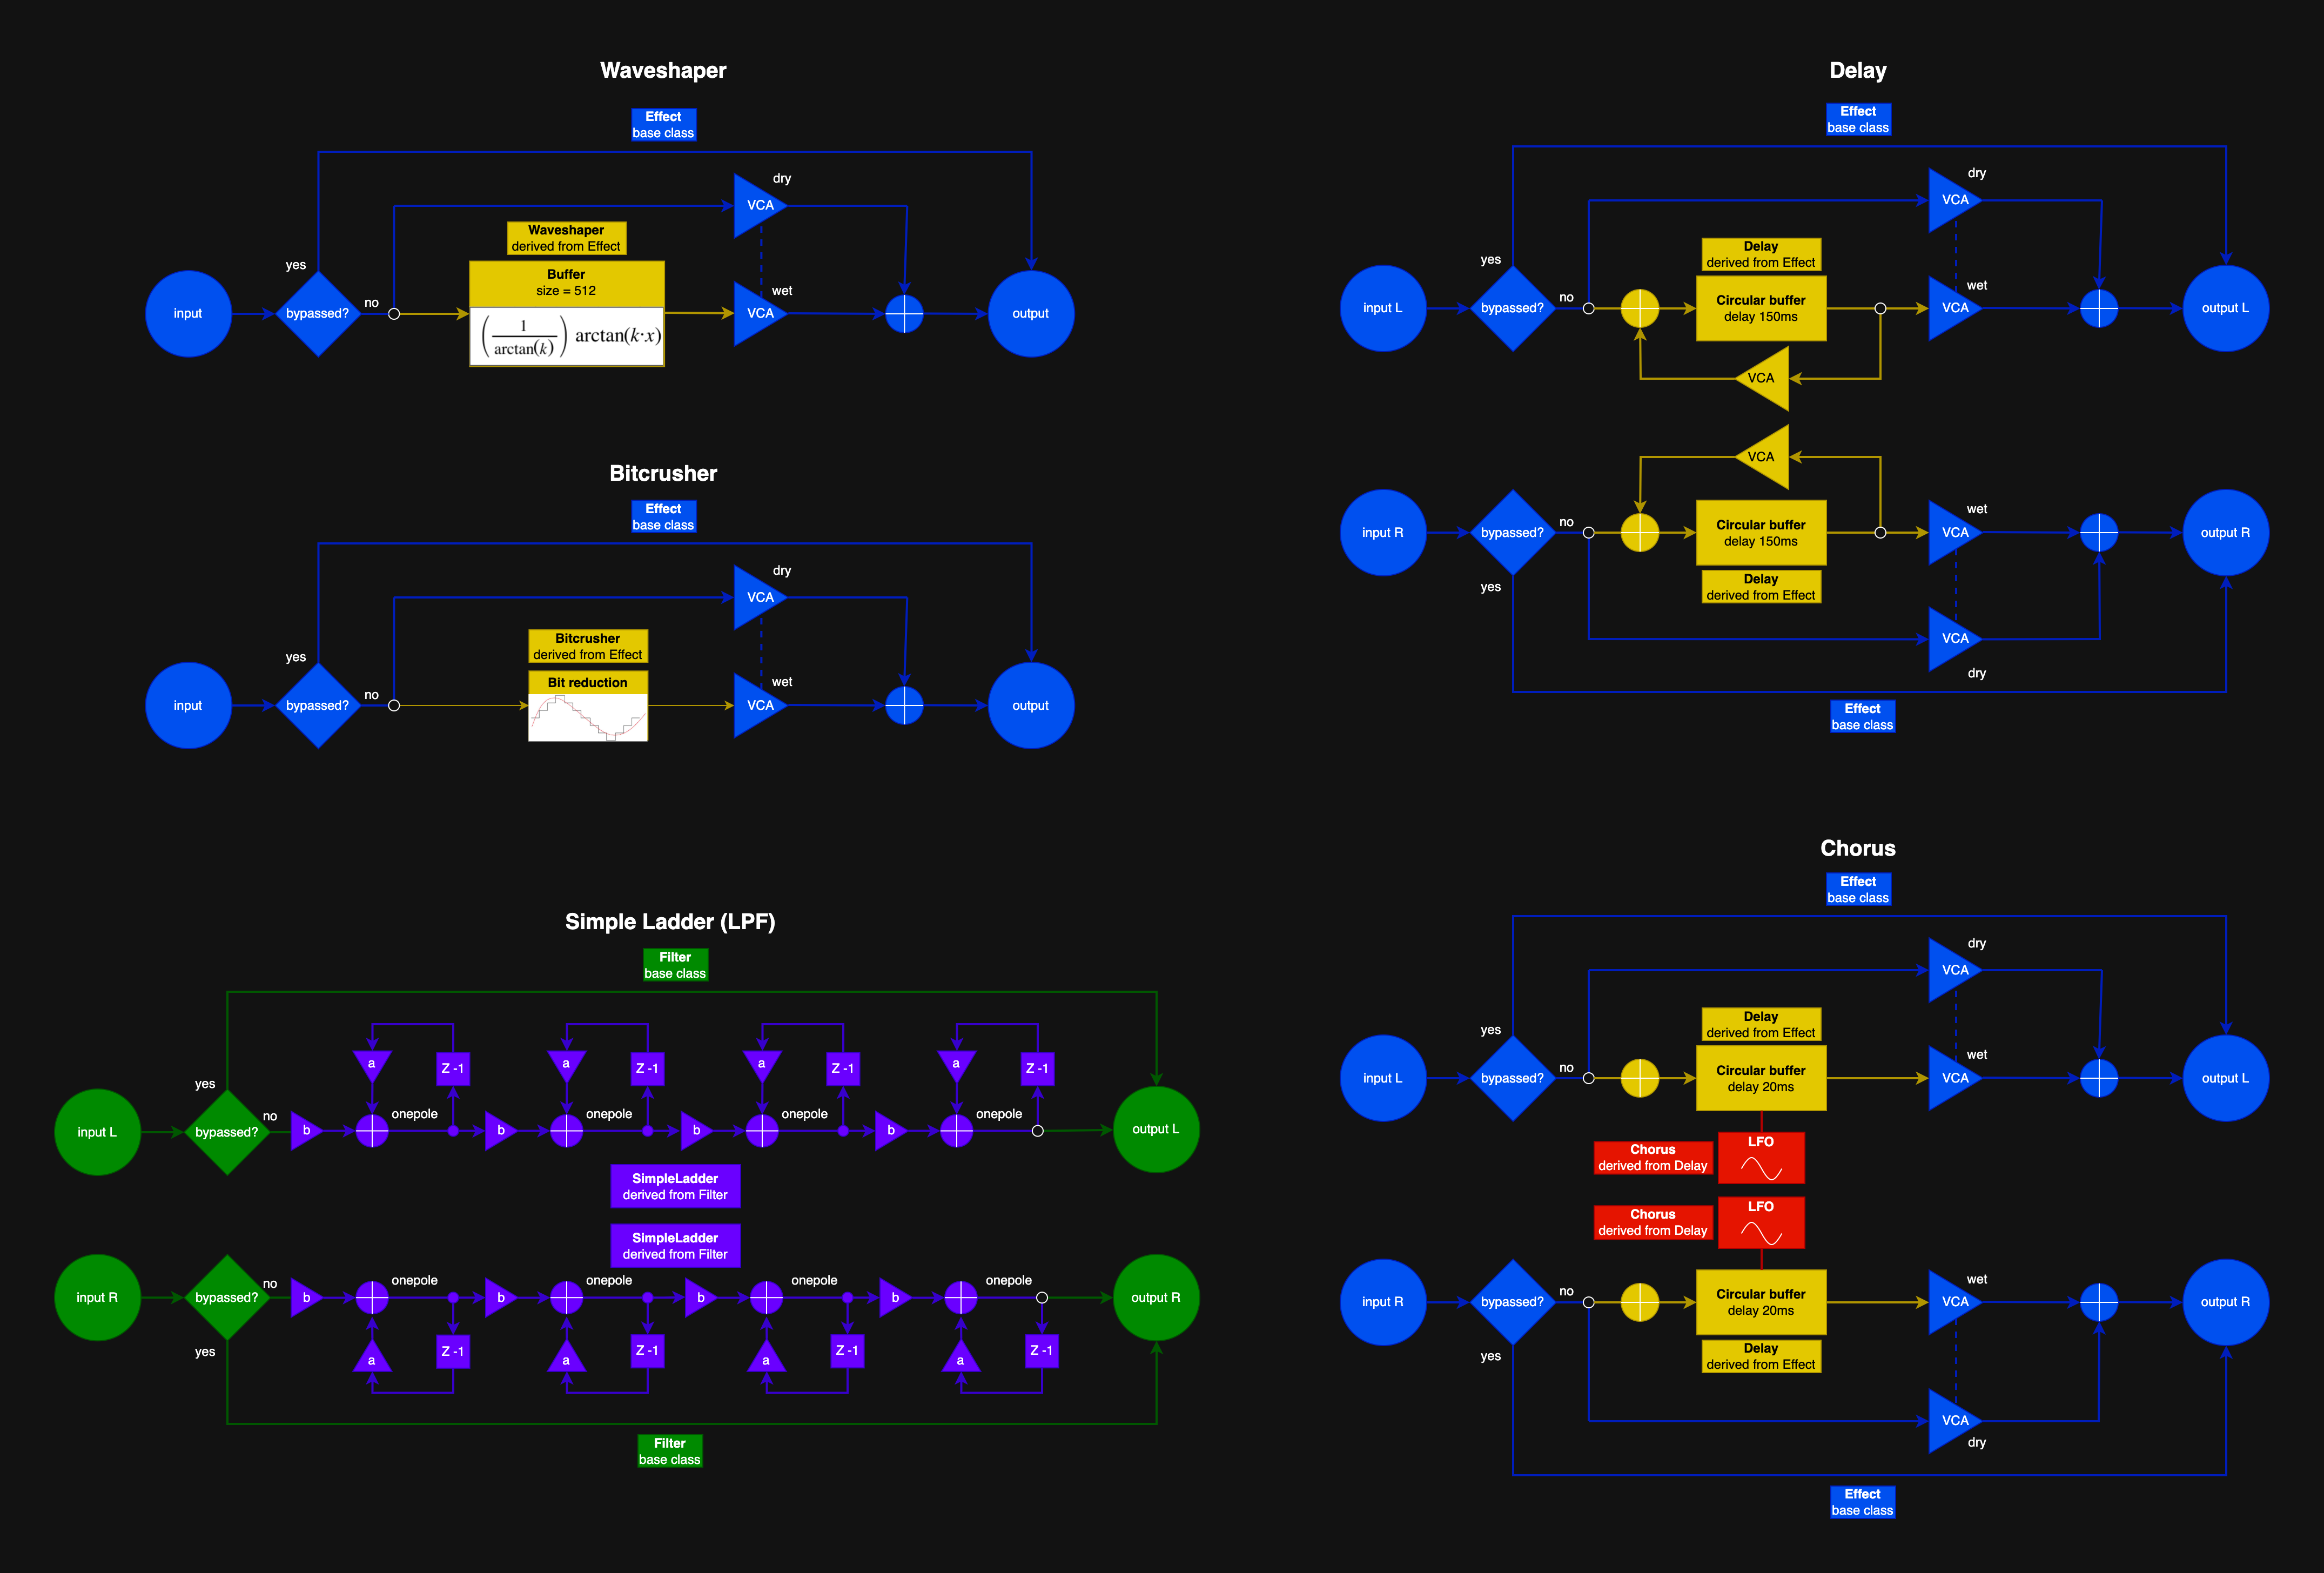 Waveshaper
Effect
base class
dry
VCA
Waveshaper
derived from Effect
yes
Buffer
size = 512
wet
input
bypassed?
no
(1/arctan(k)) arctan(k·x)
VCA
output
Bitcrusher
Effect
base class
dry
VCA
Bitcrusher
derived from Effect
yes
Bit reduction
wet
input
bypassed?
no
VCA
output
Simple Ladder (LPF)
Filter
base class
a
Z -1
a
Z -1
a
Z -1
a
Z -1
yes
no
onepole
onepole
onepole
onepole
input L
bypassed?
b
b
b
b
output L
SimpleLadder
derived from Filter
SimpleLadder
derived from Filter
no
onepole
onepole
onepole
onepole
input R
bypassed?
b
b
b
b
output R
yes
a
Z -1
a
Z -1
a
Z -1
a
Z -1
Filter
base class
Delay
Effect
base class
dry
VCA
Delay
derived from Effect
yes
wet
input L
bypassed?
no
Circular buffer
delay 150ms
VCA
output L
VCA
VCA
input R
bypassed?
no
Circular buffer
delay 150ms
wet
VCA
output R
yes
Delay
derived from Effect
VCA
dry
Effect
base class
Chorus
Effect
base class
dry
VCA
Delay
derived from Effect
yes
wet
input L
bypassed?
no
Circular buffer
delay 20ms
VCA
output L
Chorus
derived from Delay
LFO
Chorus
derived from Delay
LFO
input R
bypassed?
no
Circular buffer
delay 20ms
wet
VCA
output R
yes
Delay
derived from Effect
VCA
dry
Effect
base class